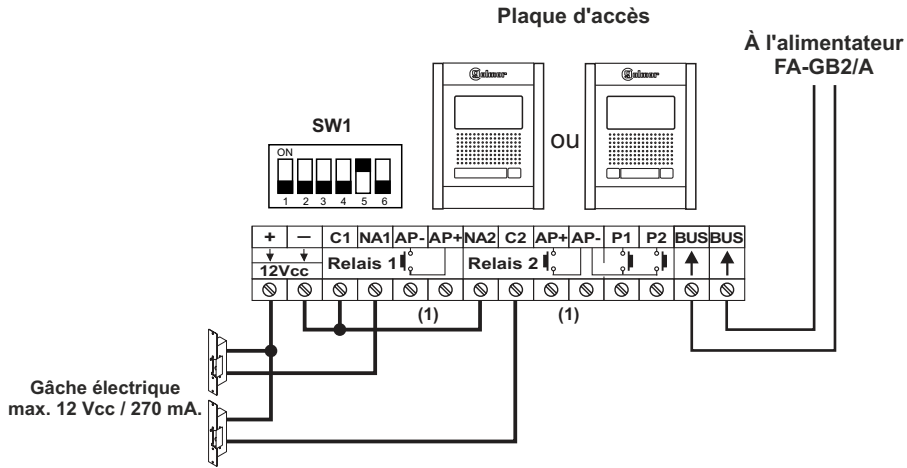 Plaque d'accès
À l'alimentateur
FA-GB2/A
Golmar
Golmar
SW1
ou
ON
1 2 3 4 5 6
+ – C1 NA1 AP- AP+ NA2 C2 AP+ AP- P1 P2 BUS BUS
12Vcc
Relais 1
Relais 2
(1)
(1)
Gâche électrique
max. 12 Vcc / 270 mA.